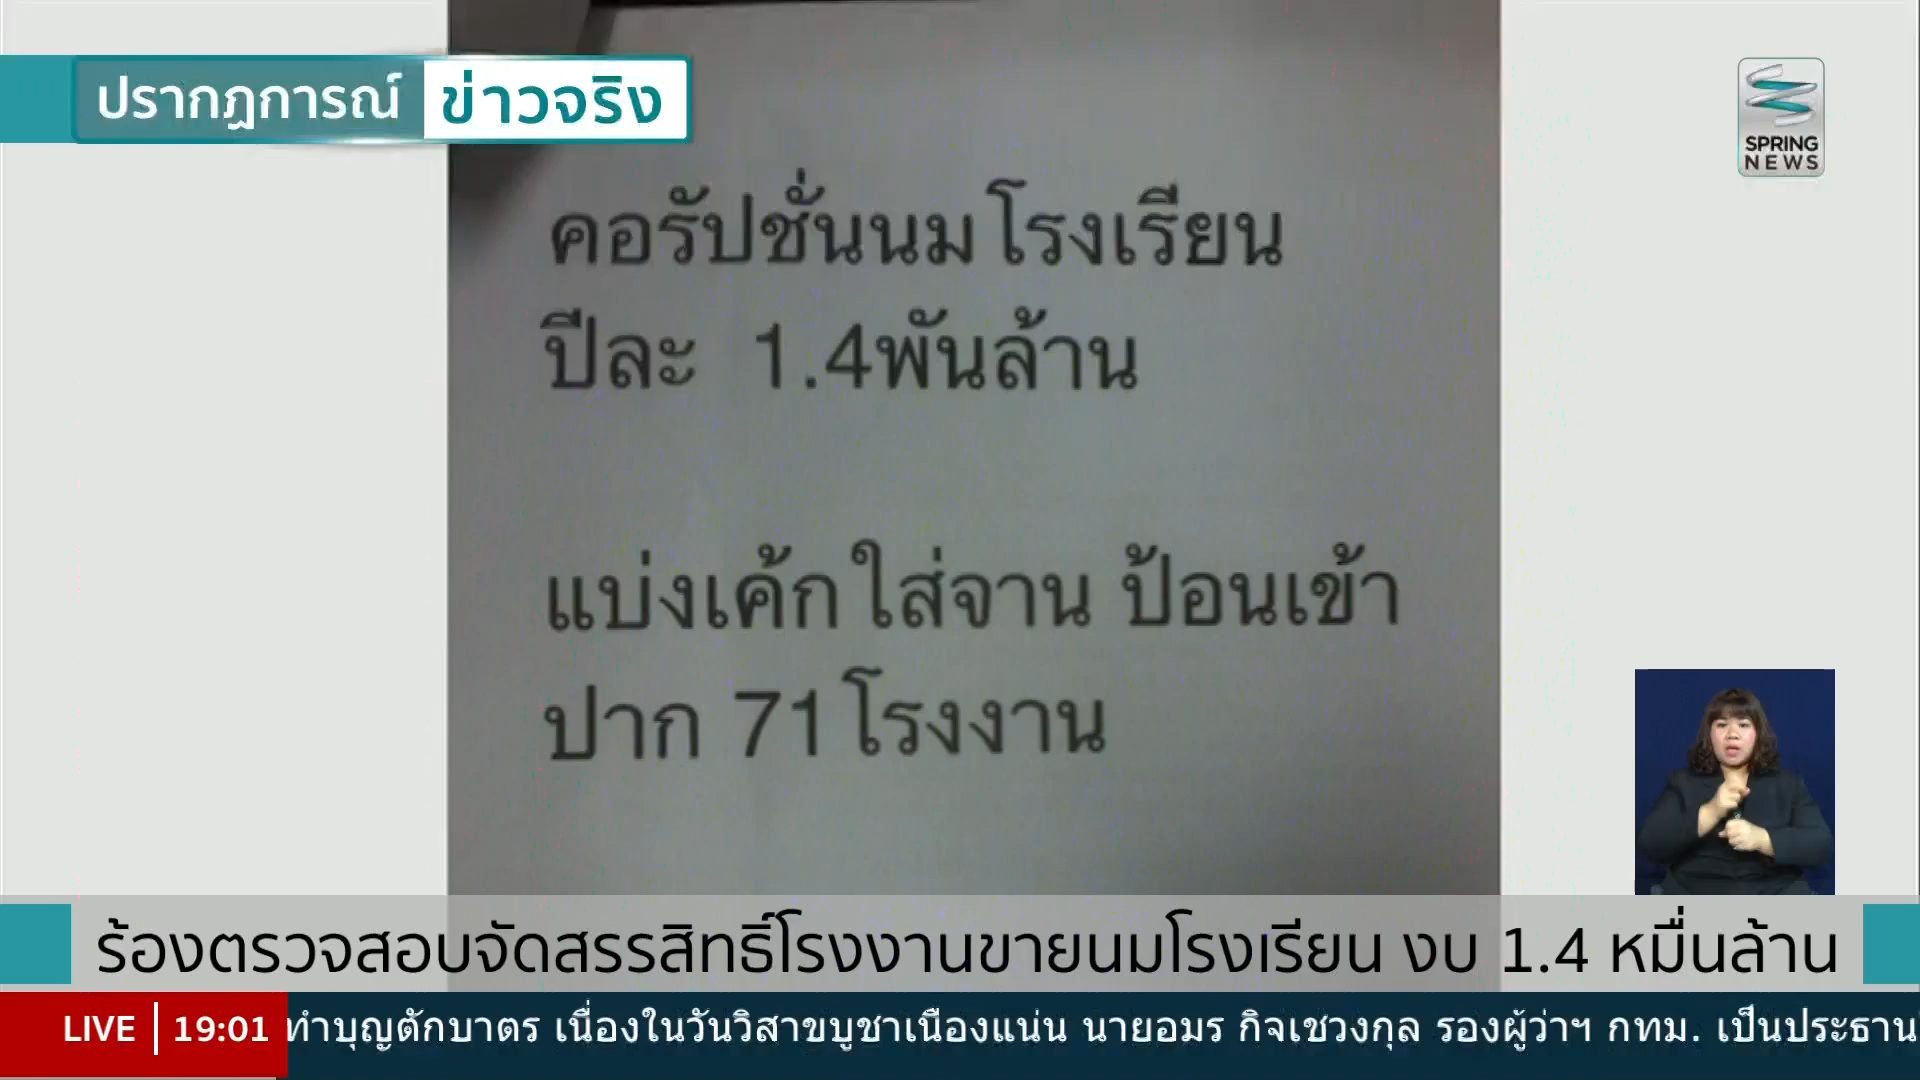 ปรากฏการณ์ ข่าวจริง
SPRING
NEWS
คอรัปชั่นนมโรงเรียน
ปีละ 1.4พันล้าน
แบ่งเค้กใส่จาน ป้อนเข้า
ปาก 71โรงงาน
ร้องตรวจสอบจัดสรรสิทธิ์โรงงานขายนมโรงเรียน งบ 1.4 หมื่นล้าน
LIVE 19:01 ทำบุญตักบาตร เนื่องในวันวิสาขบูชาเนืองแน่น นายอมร กิจเชวงกุล รองผู้ว่าฯ กทม. เป็นประธาน